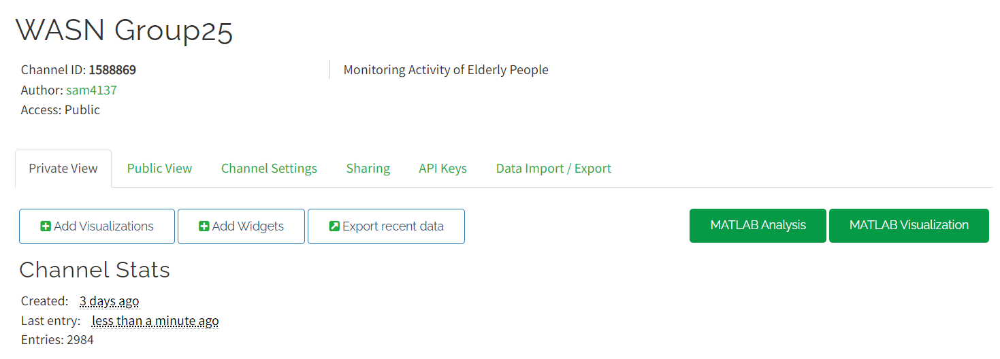 WASN Group25
Channel ID: 1588869
Monitoring Activity of Elderly People
Author: sam4137
Access: Public
Private View
Public View
Channel Settings
Sharing
API Keys
Data Import / Export
Add Visualizations
Add Widgets
Export recent data
MATLAB Analysis
MATLAB Visualization
Channel Stats
Created: 3 days ago
Last entry: less than a minute ago
Entries: 2984